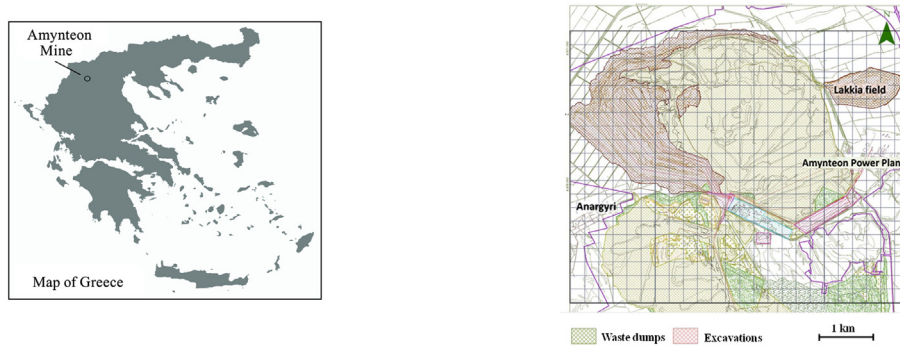 Amynteon
Mine
Map of Greece
Lakkia field
Amynteon Power Plan
Anargyri
Waste dumps
Excavations
1 km